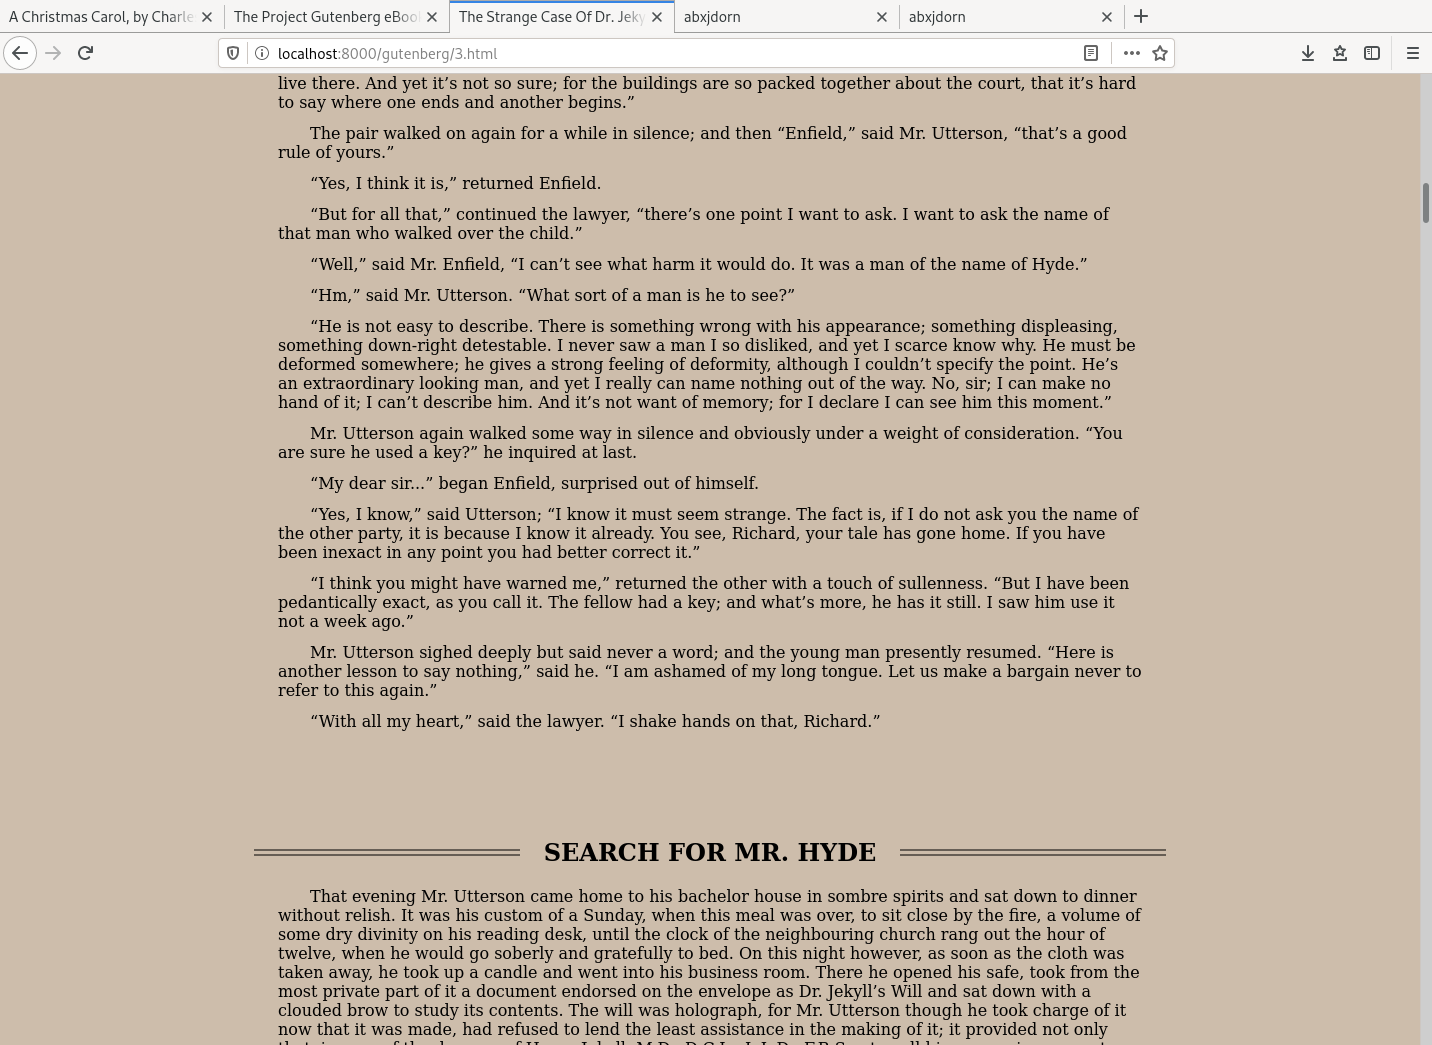 A Christmas Carol, by Charle
The Project Gutenberg eBoo
The Strange Case Of Dr. Jeky
abxjdorn
abxjdorn
localhost:8000/gutenberg/3.html
live there. And yet it’s not so sure; for the buildings are so packed together about the court, that it’s hard
to say where one ends and another begins.”
The pair walked on again for a while in silence; and then “Enfield,” said Mr. Utterson, “that’s a good
rule of yours.”
“Yes, I think it is,” returned Enfield.
“But for all that,” continued the lawyer, “there’s one point I want to ask. I want to ask the name of
that man who walked over the child.”
“Well,” said Mr. Enfield, “I can’t see what harm it would do. It was a man of the name of Hyde.”
“Hm,” said Mr. Utterson. “What sort of a man is he to see?”
“He is not easy to describe. There is something wrong with his appearance; something displeasing,
something down-right detestable. I never saw a man I so disliked, and yet I scarce know why. He must be
deformed somewhere; he gives a strong feeling of deformity, although I couldn’t specify the point. He’s
an extraordinary looking man, and yet I really can name nothing out of the way. No, sir; I can make no
hand of it; I can’t describe him. And it’s not want of memory; for I declare I can see him this moment.”
Mr. Utterson again walked some way in silence and obviously under a weight of consideration. “You
are sure he used a key?” he inquired at last.
“My dear sir...” began Enfield, surprised out of himself.
“Yes, I know,” said Utterson; “I know it must seem strange. The fact is, if I do not ask you the name of
the other party, it is because I know it already. You see, Richard, your tale has gone home. If you have
been inexact in any point you had better correct it.”
“I think you might have warned me,” returned the other with a touch of sullenness. “But I have been
pedantically exact, as you call it. The fellow had a key; and what’s more, he has it still. I saw him use it
not a week ago.”
Mr. Utterson sighed deeply but said never a word; and the young man presently resumed. “Here is
another lesson to say nothing,” said he. “I am ashamed of my long tongue. Let us make a bargain never to
refer to this again.”
“With all my heart,” said the lawyer. “I shake hands on that, Richard.”
SEARCH FOR MR. HYDE
That evening Mr. Utterson came home to his bachelor house in sombre spirits and sat down to dinner
without relish. It was his custom of a Sunday, when this meal was over, to sit close by the fire, a volume of
some dry divinity on his reading desk, until the clock of the neighbouring church rang out the hour of
twelve, when he would go soberly and gratefully to bed. On this night however, as soon as the cloth was
taken away, he took up a candle and went into his business room. There he opened his safe, took from the
most private part of it a document endorsed on the envelope as Dr. Jekyll’s Will and sat down with a
clouded brow to study its contents. The will was holograph, for Mr. Utterson though he took charge of it
now that it was made, had refused to lend the least assistance in the making of it; it provided not only